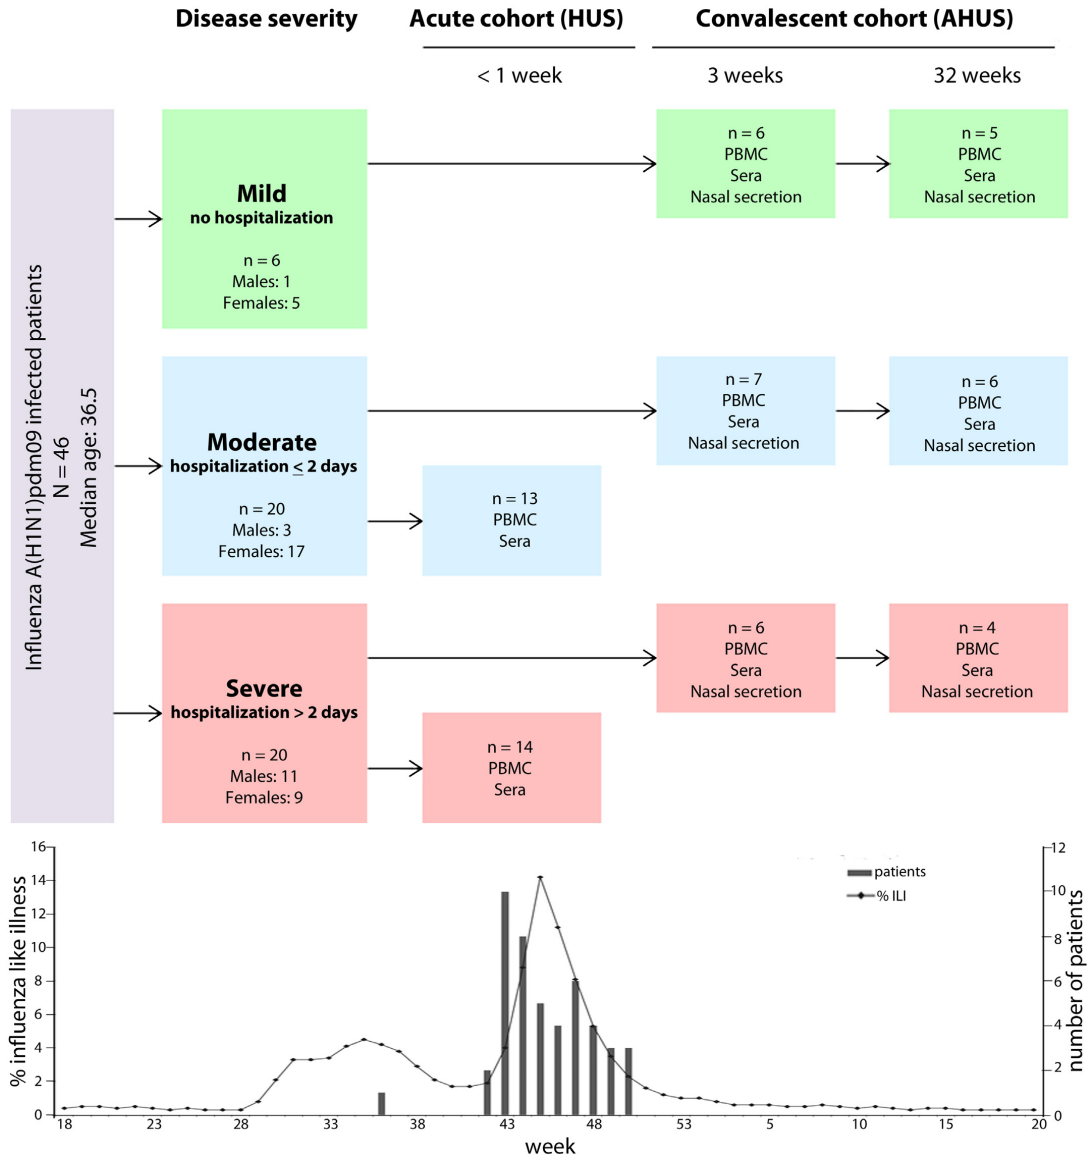 Disease severity
Acute cohort (HUS)
Convalescent cohort (AHUS)
< 1 week
3 weeks
32 weeks
Influenza A(H1N1)pdm09 infected patients
N = 46
Median age: 36.5
Mild
no hospitalization
n = 6
Males: 1
Females: 5
n = 6
PBMC
Sera
Nasal secretion
n = 5
PBMC
Sera
Nasal secretion
Moderate
hospitalization ≤ 2 days
n = 20
Males: 3
Females: 17
n = 7
PBMC
Sera
Nasal secretion
n = 6
PBMC
Sera
Nasal secretion
n = 13
PBMC
Sera
Severe
hospitalization > 2 days
n = 20
Males: 11
Females: 9
n = 6
PBMC
Sera
Nasal secretion
n = 4
PBMC
Sera
Nasal secretion
n = 14
PBMC
Sera
% influenza like illness
16
14
12
10
8
6
4
2
0
patients
% ILI
12
10
8
6
4
2
0
number of patients
18 23 28 33 38 43 48 53 5 10 15 20
week